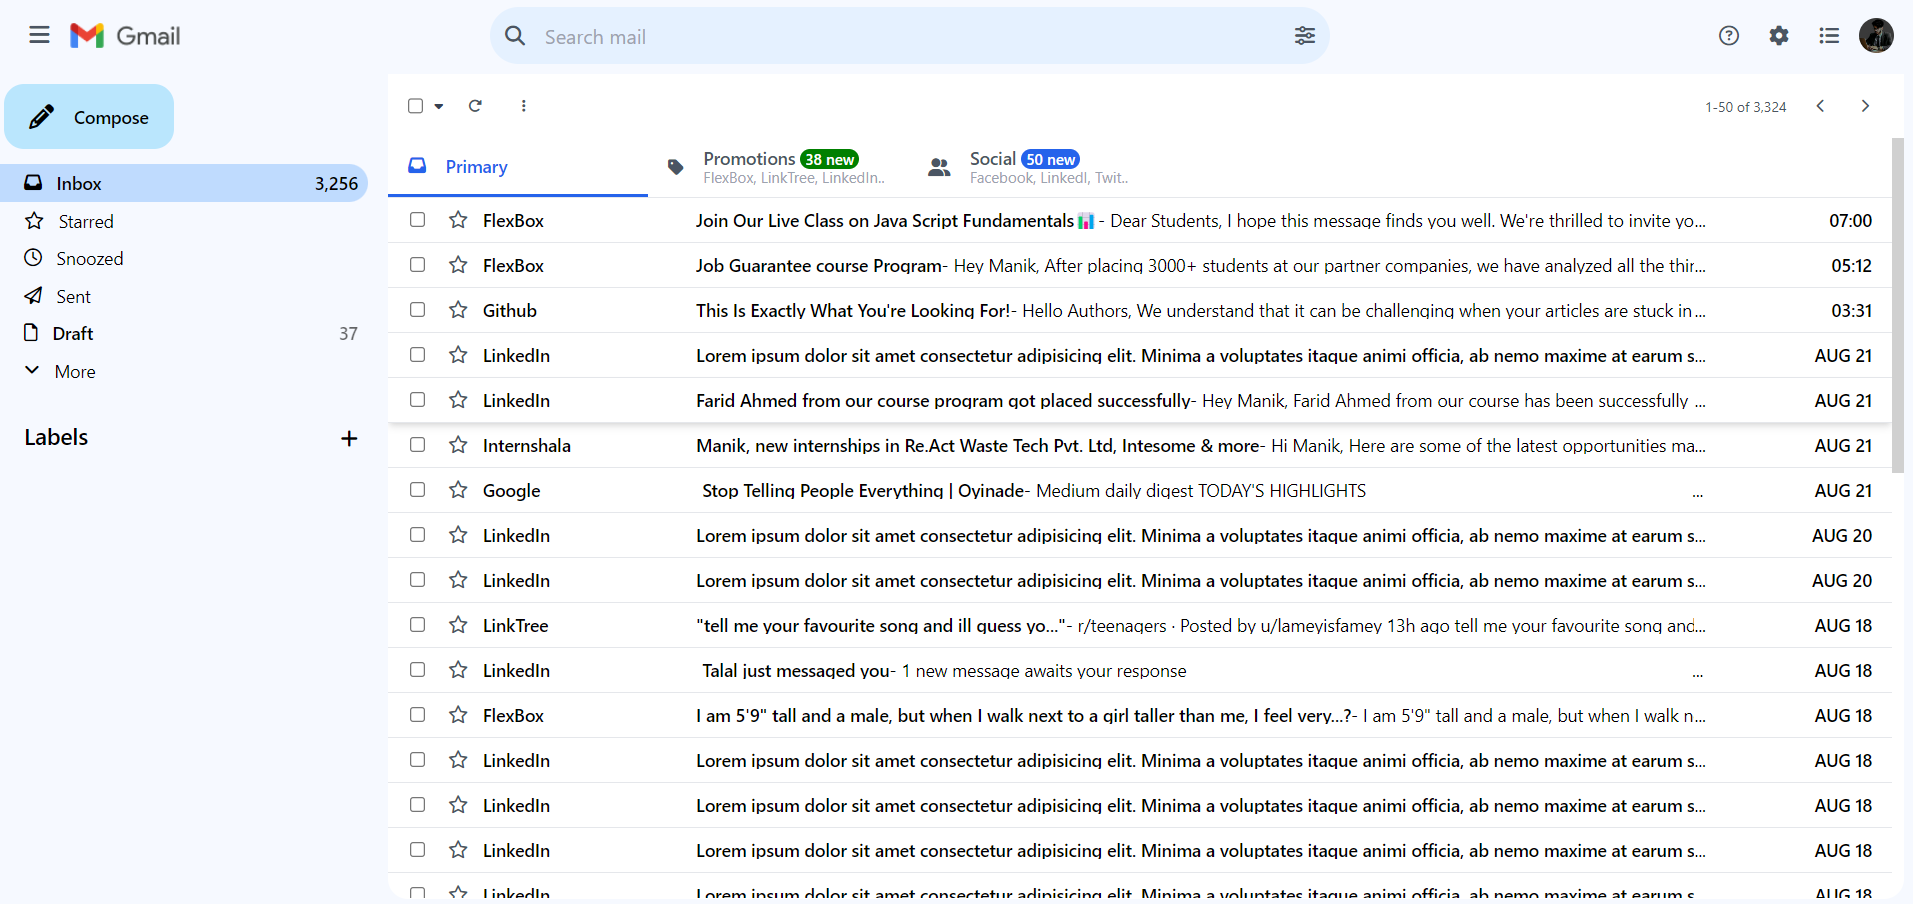 Gmail
Search mail
Compose
Inbox 3,256
Starred
Snoozed
Sent
Draft 37
More
Labels
1-50 of 3,324
Primary
Promotions 38 new
FlexBox, LinkTree, LinkedIn..
Social 50 new
Facebook, LinkedI, Twit..
FlexBox Join Our Live Class on Java Script Fundamentals - Dear Students, I hope this message finds you well. We're thrilled to invite yo... 07:00
FlexBox Job Guarantee course Program- Hey Manik, After placing 3000+ students at our partner companies, we have analyzed all the thir... 05:12
Github This Is Exactly What You're Looking For!- Hello Authors, We understand that it can be challenging when your articles are stuck in... 03:31
LinkedIn Lorem ipsum dolor sit amet consectetur adipisicing elit. Minima a voluptates itaque animi officia, ab nemo maxime at earum s... AUG 21
LinkedIn Farid Ahmed from our course program got placed successfully- Hey Manik, Farid Ahmed from our course has been successfully ... AUG 21
Internshala Manik, new internships in Re.Act Waste Tech Pvt. Ltd, Intesome & more- Hi Manik, Here are some of the latest opportunities ma... AUG 21
Google Stop Telling People Everything | Oyinade- Medium daily digest TODAY'S HIGHLIGHTS ... AUG 21
LinkedIn Lorem ipsum dolor sit amet consectetur adipisicing elit. Minima a voluptates itaque animi officia, ab nemo maxime at earum s... AUG 20
LinkedIn Lorem ipsum dolor sit amet consectetur adipisicing elit. Minima a voluptates itaque animi officia, ab nemo maxime at earum s... AUG 20
LinkTree "tell me your favourite song and ill guess yo..."- r/teenagers · Posted by u/lameyisfamey 13h ago tell me your favourite song and... AUG 18
LinkedIn Talal just messaged you- 1 new message awaits your response ... AUG 18
FlexBox I am 5'9" tall and a male, but when I walk next to a girl taller than me, I feel very...?- I am 5'9" tall and a male, but when I walk n... AUG 18
LinkedIn Lorem ipsum dolor sit amet consectetur adipisicing elit. Minima a voluptates itaque animi officia, ab nemo maxime at earum s... AUG 18
LinkedIn Lorem ipsum dolor sit amet consectetur adipisicing elit. Minima a voluptates itaque animi officia, ab nemo maxime at earum s... AUG 18
LinkedIn Lorem ipsum dolor sit amet consectetur adipisicing elit. Minima a voluptates itaque animi officia, ab nemo maxime at earum s... AUG 18
LinkedIn Lorem ipsum dolor sit amet consectetur adipisicing elit. Minima a voluptates itaque animi officia, ab nemo maxime at earum s... AUG 18